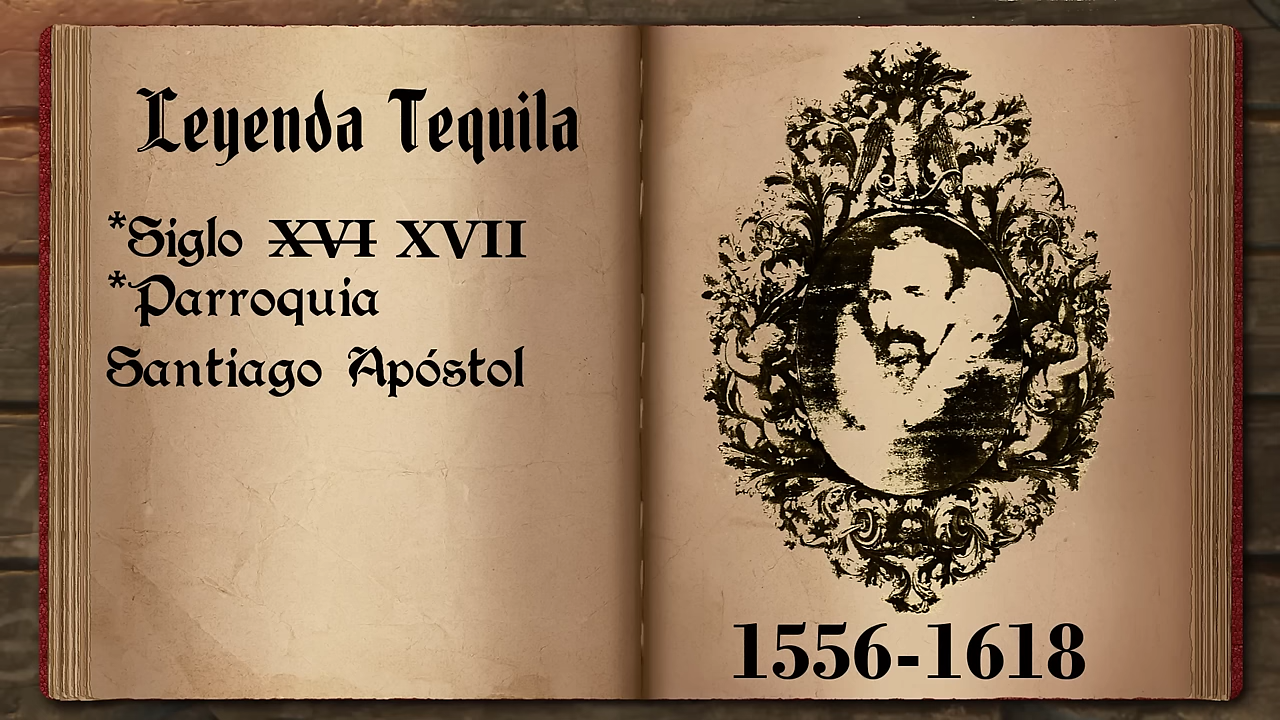 Leyenda Tequila
*Siglo XVI XVII
*Parroquia
Santiago Apóstol
1556-1618